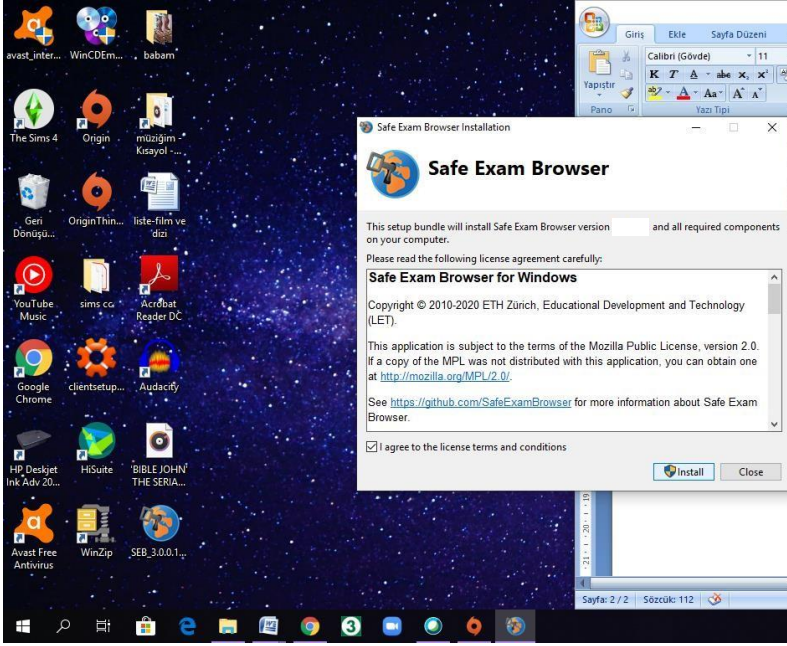 avast_inter...
WinCDEm...
babam
The Sims 4
Origin
müziğim -
Kısayol -...
Geri
Dönüşü...
OriginThin...
liste-film ve
dizi
YouTube
Music
sims cc
Acrobat
Reader DC
Google
Chrome
clientsetup...
Audacity
HP Deskjet
Ink Adv 20...
HiSuite
'BIBLE JOHN'
THE SERIA...
Avast Free
Antivirus
WinZip
SEB_3.0.0.1...
Giriş Ekle Sayfa Düzeni
Yapıştır
Calibri (Gövde) 11
K T A abc x, x²
ab Aa A A
Pano Yazı Tipi
Safe Exam Browser Installation
Safe Exam Browser
This setup bundle will install Safe Exam Browser version and all required components
on your computer.
Please read the following license agreement carefully:
Safe Exam Browser for Windows
Copyright © 2010-2020 ETH Zürich, Educational Development and Technology
(LET).
This application is subject to the terms of the Mozilla Public License, version 2.0.
If a copy of the MPL was not distributed with this application, you can obtain one
at http://mozilla.org/MPL/2.0/.
See https://github.com/SafeExamBrowser for more information about Safe Exam
Browser.
I agree to the license terms and conditions
Install Close
19
20
21
Sayfa: 2 / 2 Sözcük: 112
3